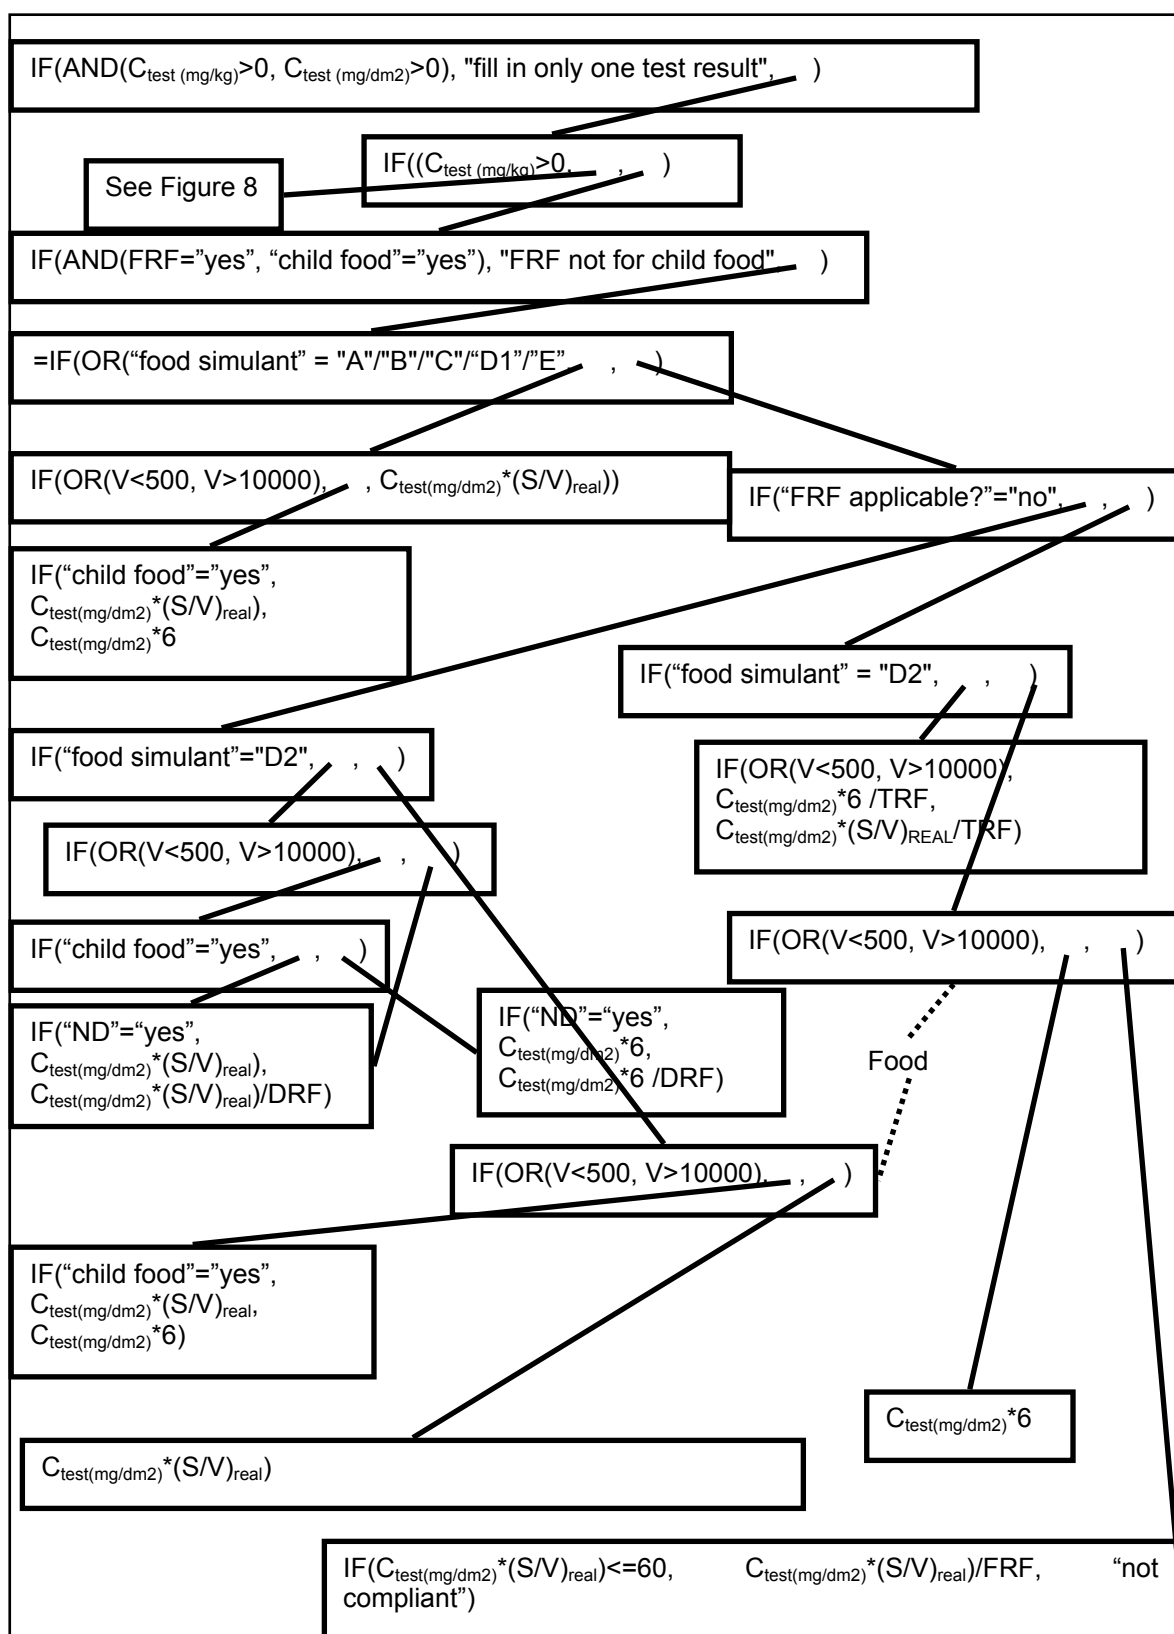 IF(AND(Ctest (mg/kg)>0, Ctest (mg/dm2)>0), "fill in only one test result", )
IF((Ctest (mg/kg)>0, , )
See Figure 8
IF(AND(FRF=”yes”, “child food”=”yes”), "FRF not for child food", )
=IF(OR(“food simulant” = "A"/"B"/"C"/“D1”/”E”, , )
IF(OR(V<500, V>10000), , Ctest(mg/dm2)*(S/V)real))
IF(“FRF applicable?”="no", , )
IF(“child food”=”yes”,
Ctest(mg/dm2)*(S/V)real),
Ctest(mg/dm2)*6
IF(“food simulant” = "D2", , )
IF(“food simulant”="D2", , )
IF(OR(V<500, V>10000),
Ctest(mg/dm2)*6 /TRF,
Ctest(mg/dm2)*(S/V)REAL/TRF)
IF(OR(V<500, V>10000), , )
IF(“child food”=”yes”, , )
IF(OR(V<500, V>10000), , )
IF(“ND”=“yes”,
Ctest(mg/dm2)*(S/V)real),
Ctest(mg/dm2)*(S/V)real)/DRF)
IF(“ND”=“yes”,
Ctest(mg/dm2)*6,
Ctest(mg/dm2)*6 /DRF)
Food
IF(OR(V<500, V>10000), , )
IF(“child food”=”yes”,
Ctest(mg/dm2)*(S/V)real,
Ctest(mg/dm2)*6)
Ctest(mg/dm2)*6
Ctest(mg/dm2)*(S/V)real)
IF(Ctest(mg/dm2)*(S/V)real)<=60, Ctest(mg/dm2)*(S/V)real)/FRF, “not
compliant”)